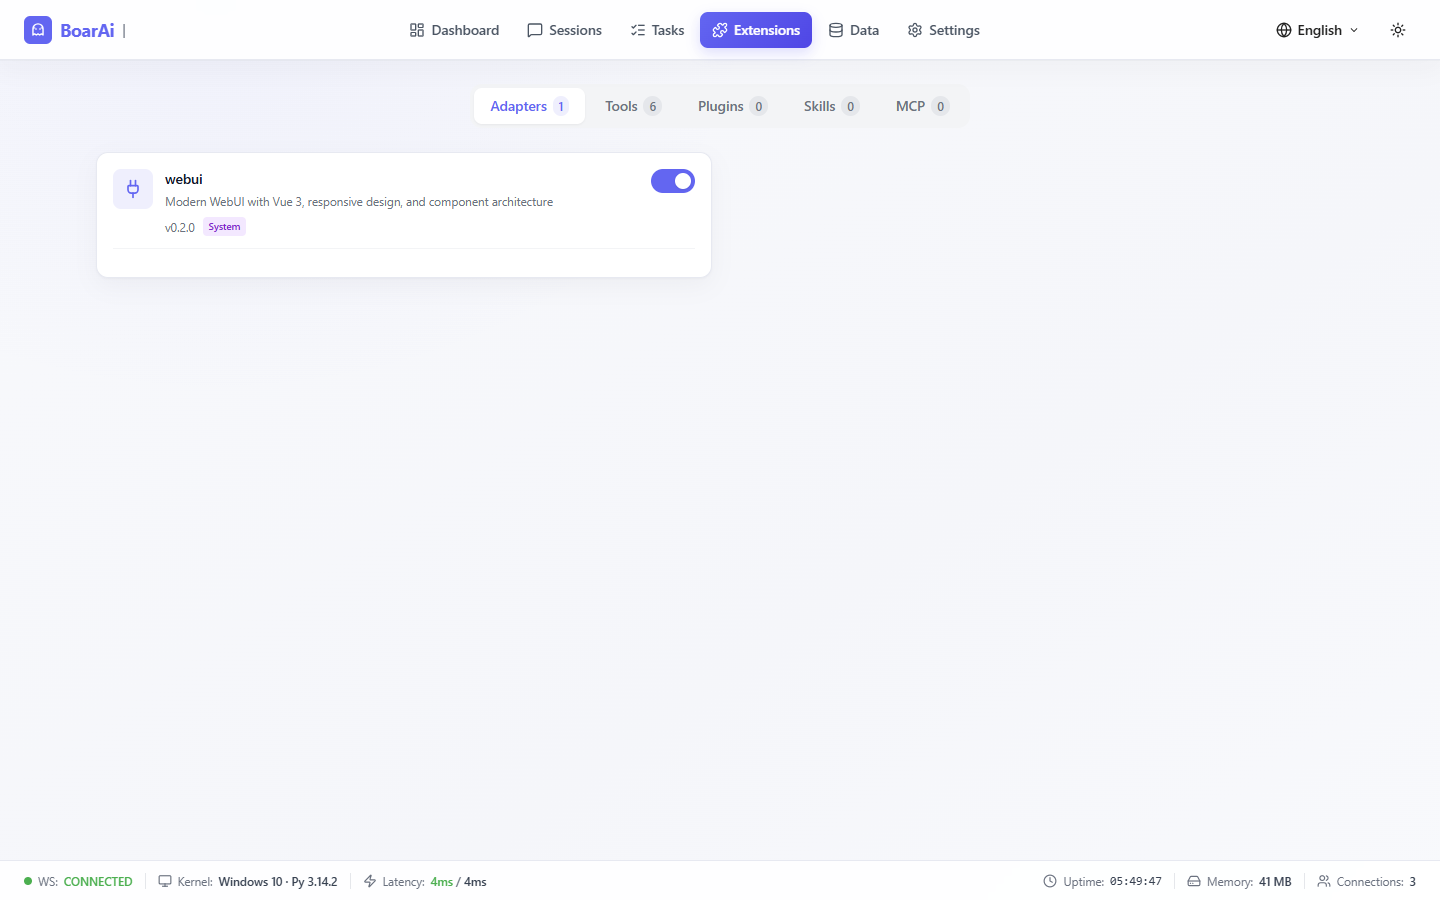 BoarAi |
Dashboard
Sessions
Tasks
Extensions
Data
Settings
English
Adapters 1
Tools 6
Plugins 0
Skills 0
MCP 0
webui
Modern WebUI with Vue 3, responsive design, and component architecture
v0.2.0 System
WS: CONNECTED
Kernel: Windows 10 · Py 3.14.2
Latency: 4ms / 4ms
Uptime: 05:49:47
Memory: 41 MB
Connections: 3